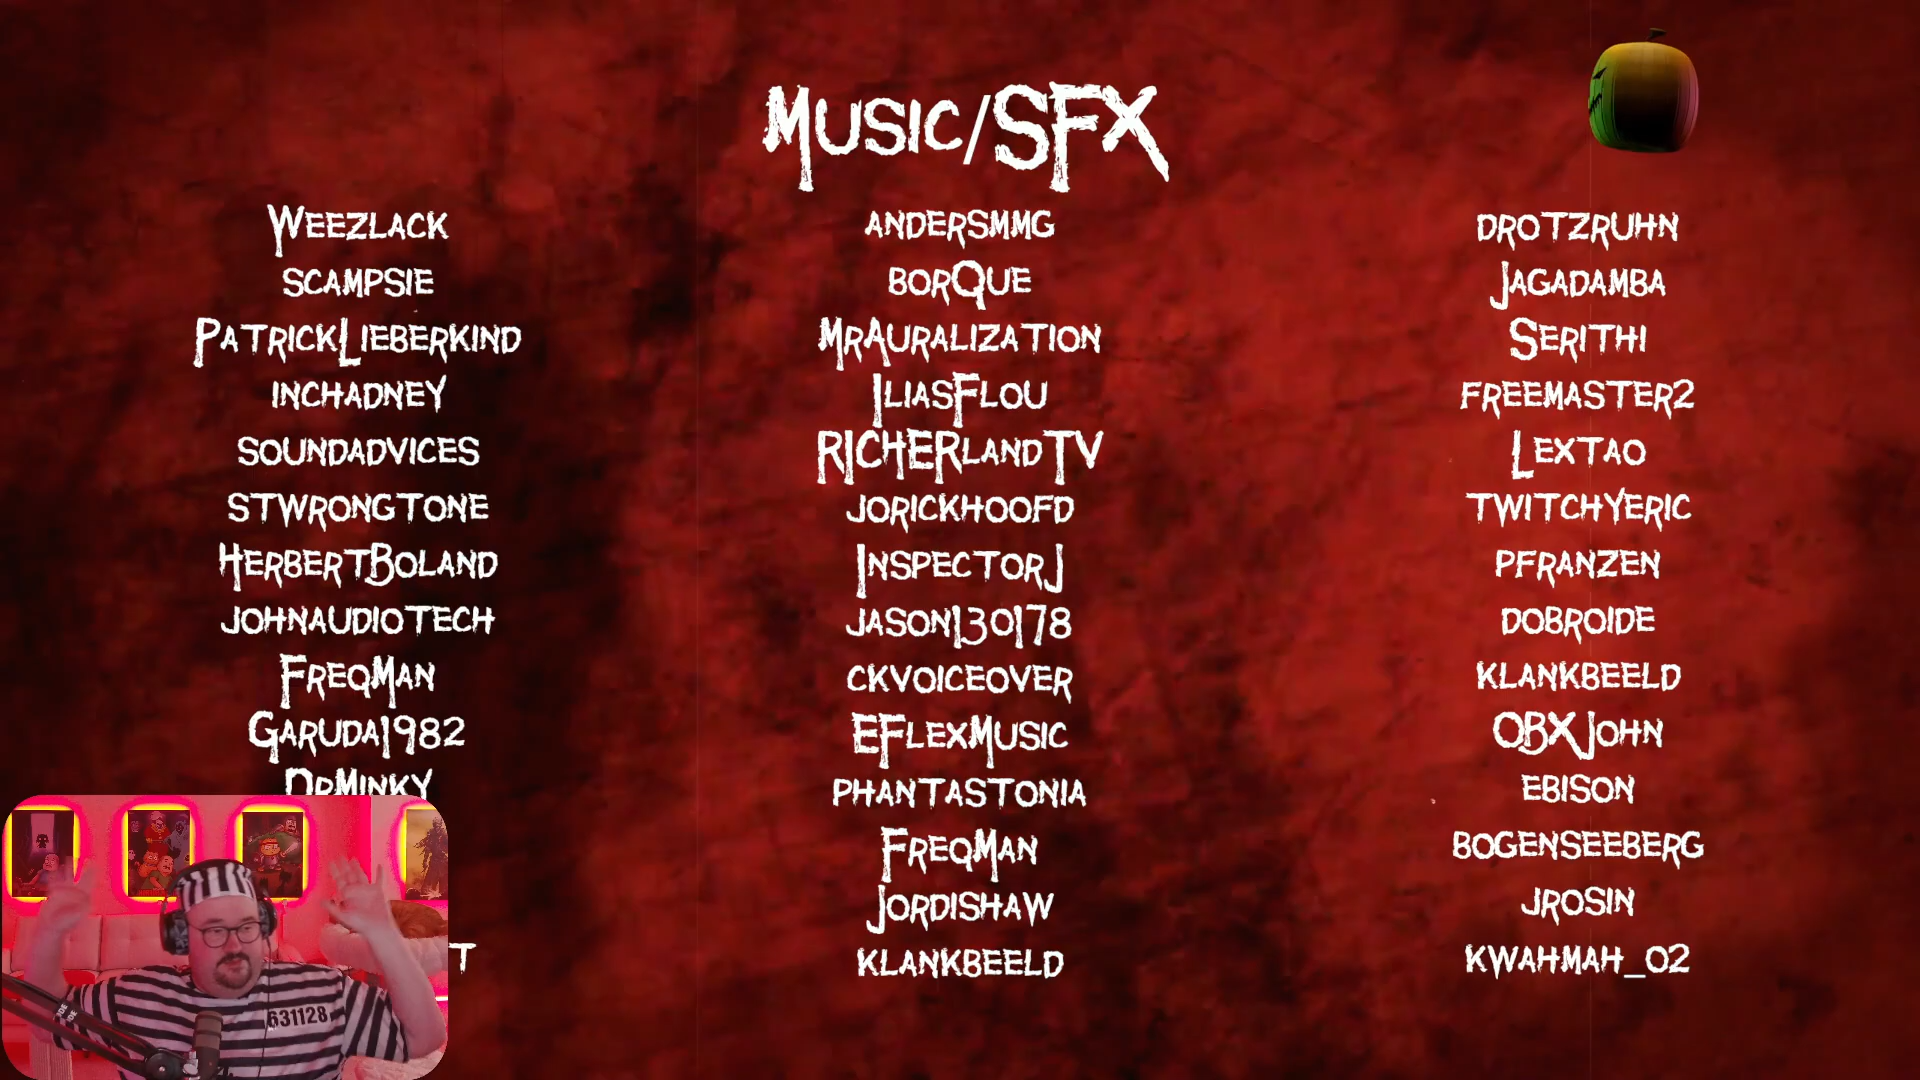 Music/SFX
Weezlack
scampsie
PatrickLieberkind
inchadney
soundadvices
stwrongtone
HerbertBoland
johnaudiotech
FreqMan
Garuda1982
DrMinky
andersmmg
borQue
MrAuralization
IliasFlou
RICHERlandTV
jorickhoofd
InspectorJ
jason130178
ckvoiceover
EFlexMusic
phantastonia
FreqMan
Jordishaw
klankbeeld
drotzruhn
Jagadamba
Serithi
freemaster2
Lextao
twitchYeric
pfranzen
dobroide
klankbeeld
OBXJohn
ebison
bogenseeberg
jrosin
kwahmah_02
631128